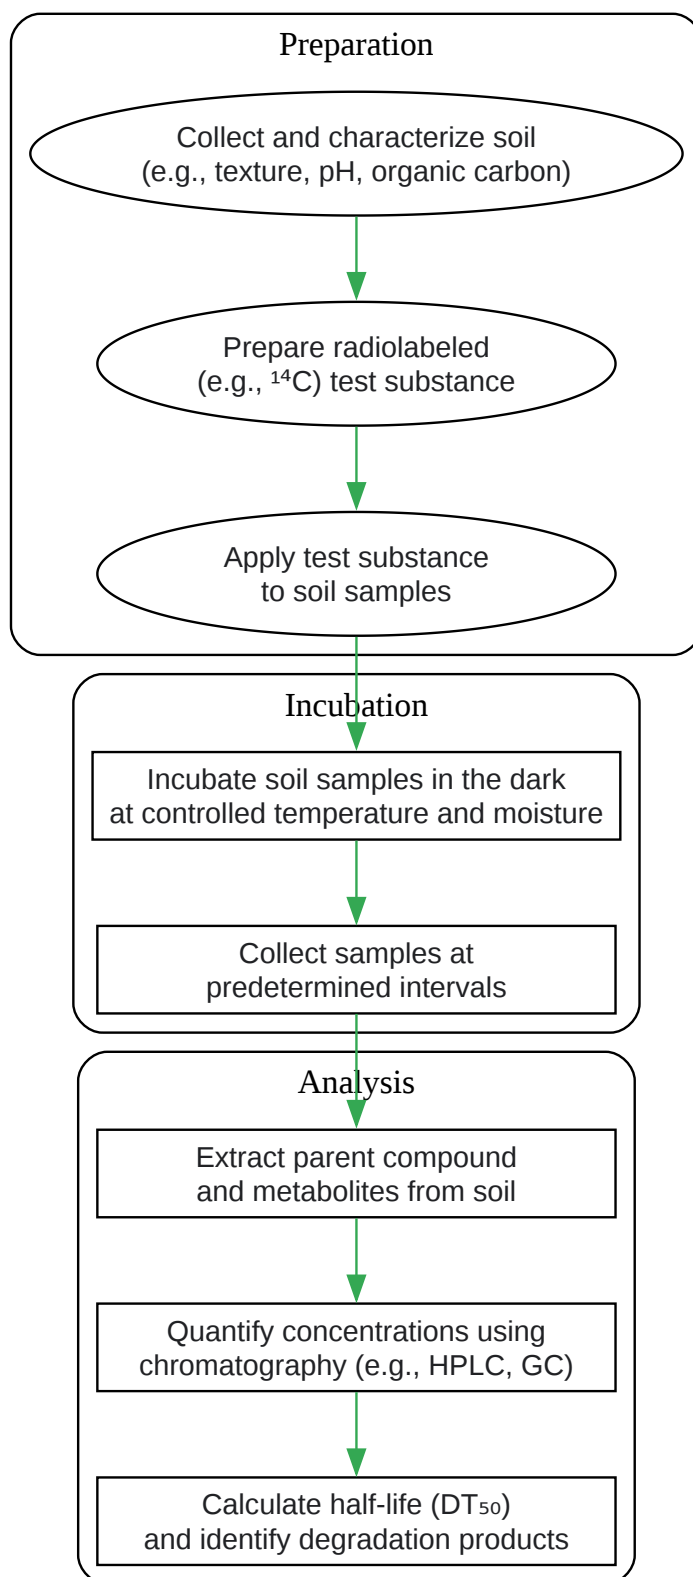 Preparation
Collect and characterize soil
(e.g., texture, pH, organic carbon)
Prepare radiolabeled
(e.g., ¹⁴C) test substance
Apply test substance
to soil samples
Incubation
Incubate soil samples in the dark
at controlled temperature and moisture
Collect samples at
predetermined intervals
Analysis
Extract parent compound
and metabolites from soil
Quantify concentrations using
chromatography (e.g., HPLC, GC)
Calculate half-life (DT₅₀)
and identify degradation products